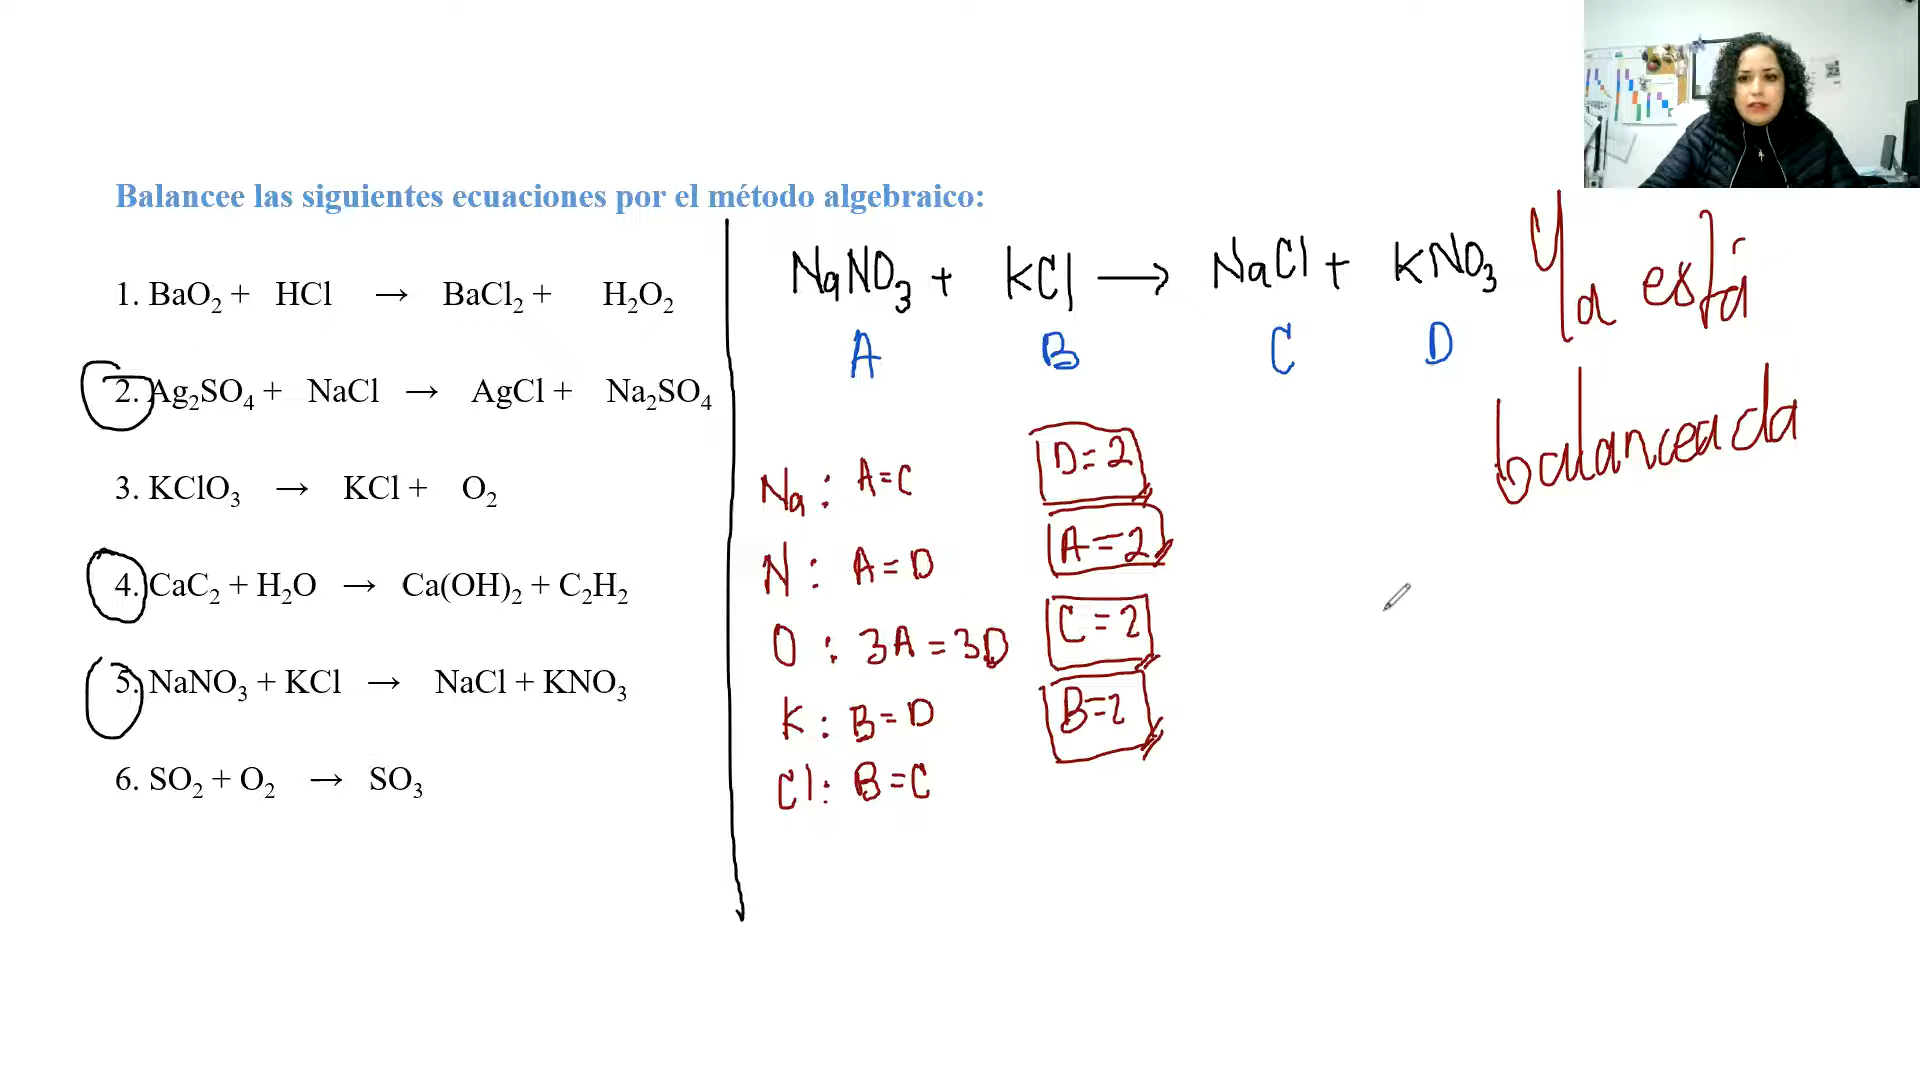 Balancee las siguientes ecuaciones por el método algebraico:
1. BaO₂ + HCl → BaCl₂ + H₂O₂
2. Ag₂SO₄ + NaCl → AgCl + Na₂SO₄
3. KClO₃ → KCl + O₂
4. CaC₂ + H₂O → Ca(OH)₂ + C₂H₂
5. NaNO₃ + KCl → NaCl + KNO₃
6. SO₂ + O₂ → SO₃
NaNO₃ + KCl → NaCl + KNO₃
A B C D
Na: A=C
N: A=D
O: 3A=3D
K: B=D
Cl: B=C
D=2
A=2
C=2
B=2
Ya está
balanceada